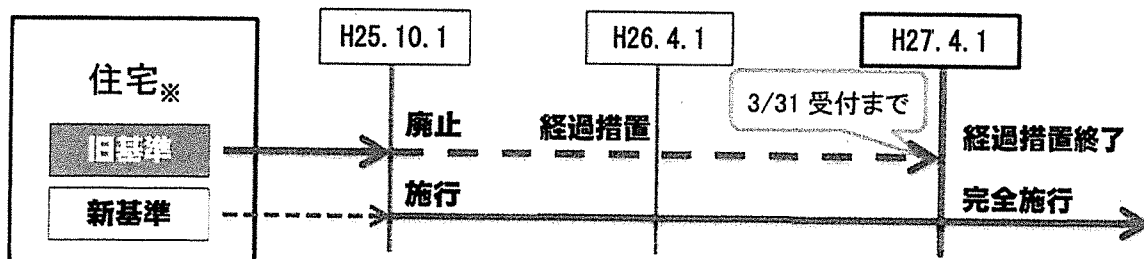 H25.10.1
H26.4.1
H27.4.1
住宅※
3/31 受付まで
旧基準
廃止
経過措置
経過措置終了
新基準
施行
完全施行